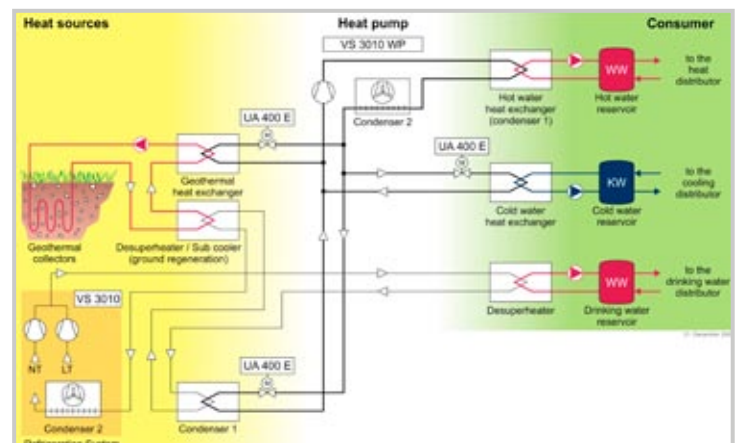 Heat sources
Heat pump
Consumer
VS 3010 WP
Condenser 2
Hot water
heat exchanger
(condenser 1)
WW
Hot water
reservoir
to the
heat
distributor
UA 400 E
Geothermal
heat exchanger
UA 400 E
Cold water
heat exchanger
KW
Cold water
reservoir
to the
cooling
distributor
Geothermal
collectors
Desuperheater / Sub cooler
(ground regeneration)
VS 3010
NT
LT
Desuperheater
WW
Drinking water
reservoir
to the
drinking water
distributor
UA 400 E
Condenser 2
Condenser 1
Refrigeration System